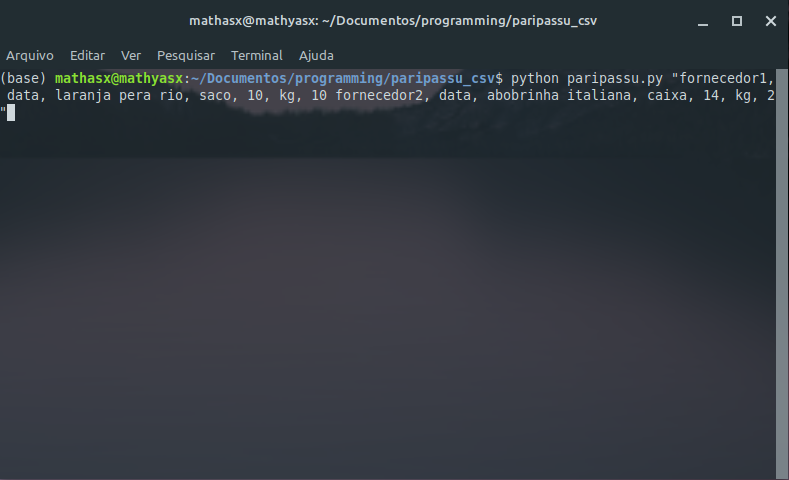 mathasx@mathyasx: ~/Documentos/programming/paripassu_csv
Arquivo Editar Ver Pesquisar Terminal Ajuda
(base) mathasx@mathyasx:~/Documentos/programming/paripassu_csv$ python paripassu.py "fornecedor1,
data, laranja pera rio, saco, 10, kg, 10 fornecedor2, data, abobrinha italiana, caixa, 14, kg, 2
"